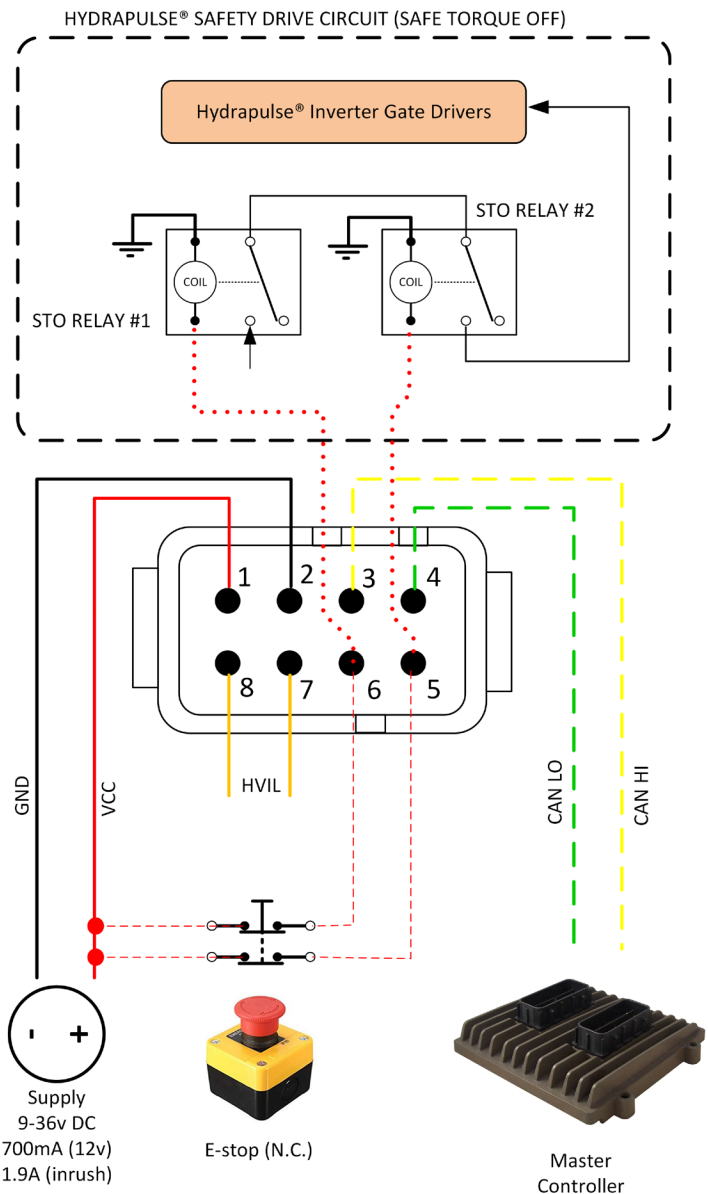 HYDRAPULSE® SAFETY DRIVE CIRCUIT (SAFE TORQUE OFF)
Hydrapulse® Inverter Gate Drivers
STO RELAY #2
COIL
COIL
STO RELAY #1
1
2
3
4
8
7
6
5
HVIL
GND
VCC
CAN LO
CAN HI
- +
Supply
9-36v DC
700mA (12v)
1.9A (inrush)
E-stop (N.C.)
Master
Controller